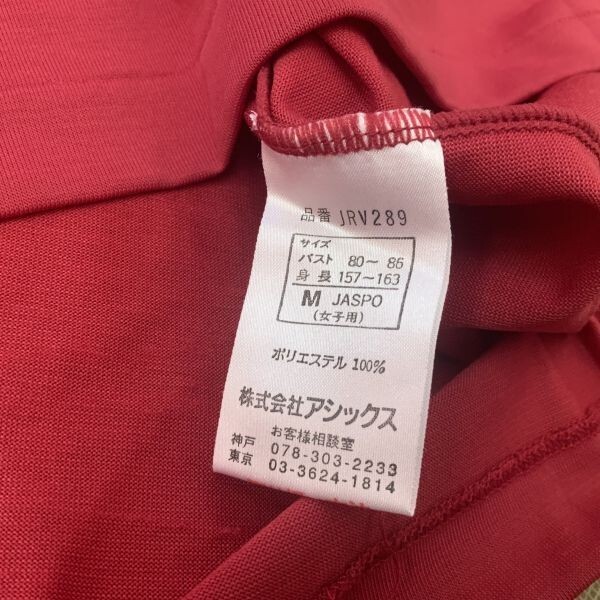 品番 JRV289
サイズ
バスト 80～86
身長 157～163
M JASPO
(女子用)
ポリエステル 100%
株式会社アシックス
お客様相談室
神戸 078-303-2233
東京 03-3624-1814